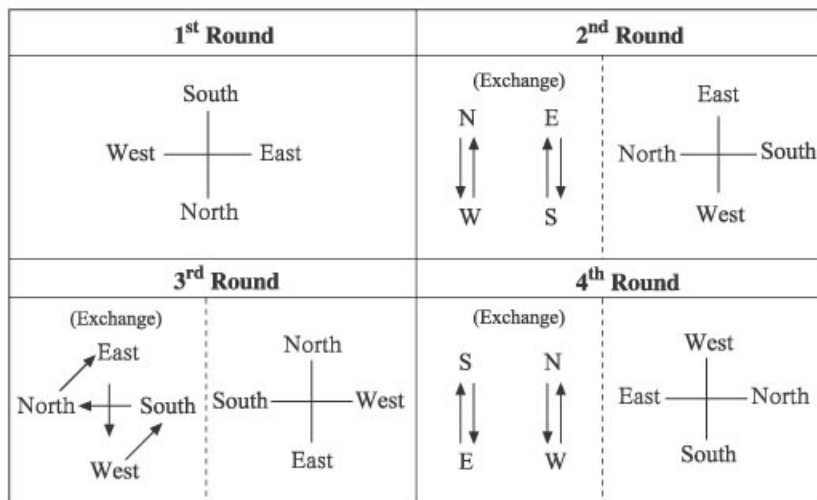 1st Round
South
West East
North
2nd Round
(Exchange)
N E
W S
East
North South
West
3rd Round
(Exchange)
East
North South
West
North
South West
East
4th Round
(Exchange)
S N
E W
West
East North
South